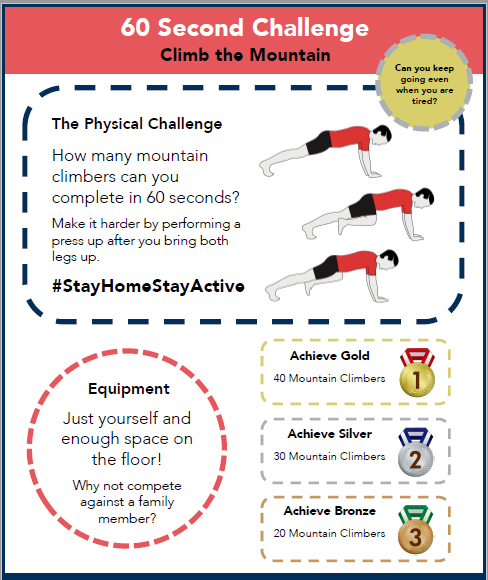 60 Second Challenge
Climb the Mountain
Can you keep
going even
when you are
tired?
The Physical Challenge
How many mountain
climbers can you
complete in 60 seconds?
Make it harder by performing a
press up after you bring both
legs up.
#StayHomeStayActive
Equipment
Just yourself and
enough space on
the floor!
Why not compete
against a family
member?
Achieve Gold
40 Mountain Climbers
1
Achieve Silver
30 Mountain Climbers
2
Achieve Bronze
20 Mountain Climbers
3